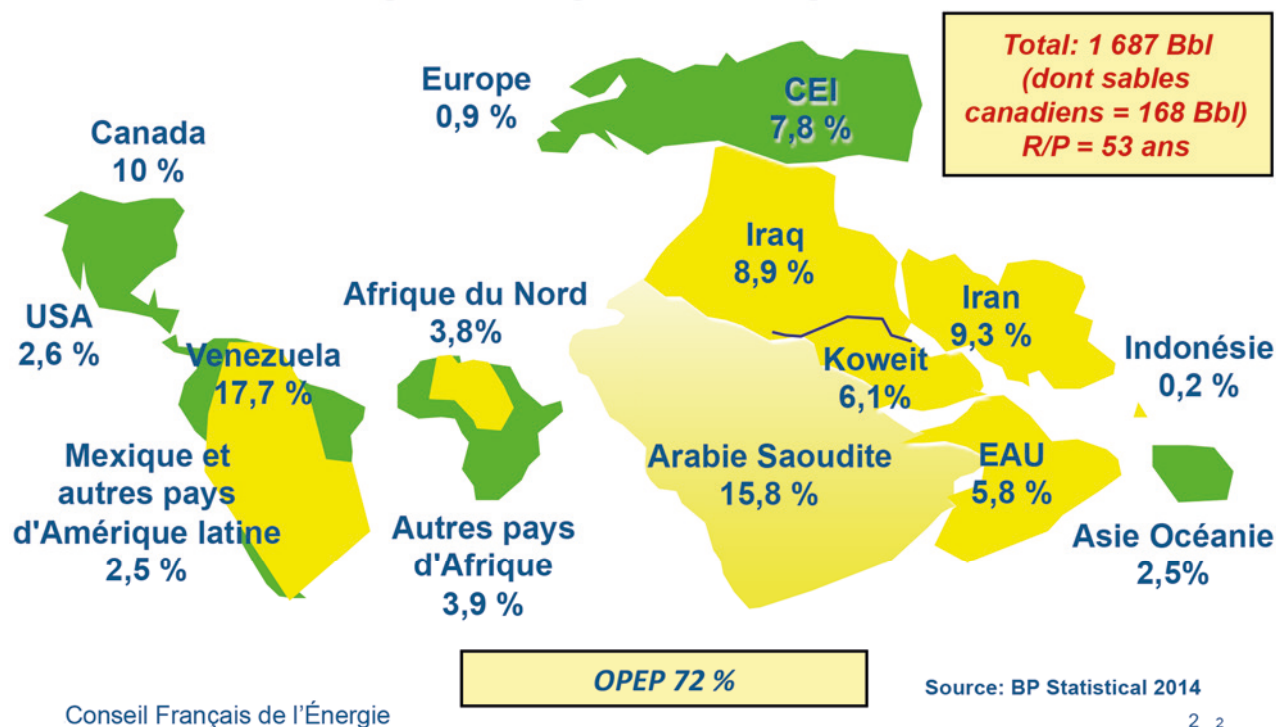 Total: 1 687 Bbl
(dont sables
canadiens = 168 Bbl)
R/P = 53 ans
Europe
0,9 %
CEI
7,8 %
Canada
10 %
Iraq
8,9 %
Iran
9,3 %
Afrique du Nord
3,8%
USA
2,6 %
Venezuela
17,7 %
Koweit
6,1%
Indonésie
0,2 %
Mexique et
autres pays
d'Amérique latine
2,5 %
Arabie Saoudite
15,8 %
EAU
5,8 %
Autres pays
d'Afrique
3,9 %
Asie Océanie
2,5%
OPEP 72 %
Source: BP Statistical 2014
Conseil Français de l’Énergie
2 2